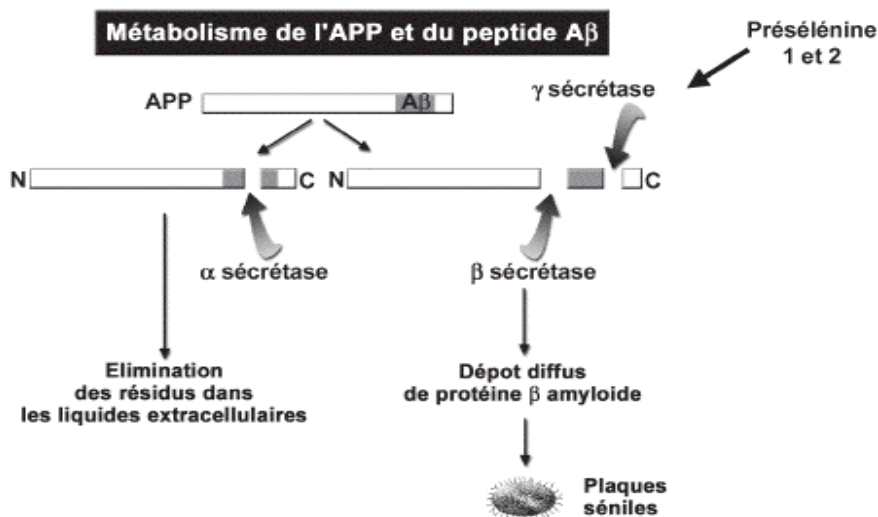 Métabolisme de l'APP et du peptide Aβ
Présélénine
1 et 2
γ sécrétase
APP
Aβ
N
C
N
C
α sécrétase
β sécrétase
Elimination
des résidus dans
les liquides extracellulaires
Dépot diffus
de protéine β amyloide
Plaques
séniles